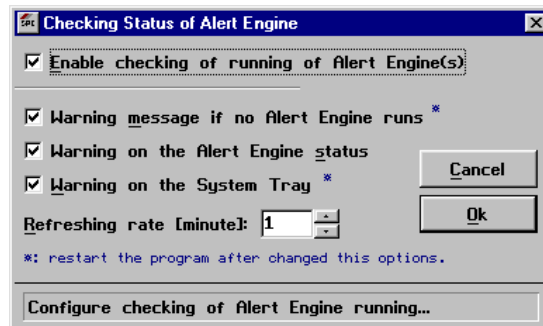 SPC Checking Status of Alert Engine
Enable checking of running of Alert Engine(s)
Warning message if no Alert Engine runs *
Warning on the Alert Engine status
Warning on the System Tray *
Cancel
Refreshing rate [minute]: 1
Ok
*: restart the program after changed this options.
Configure checking of Alert Engine running...